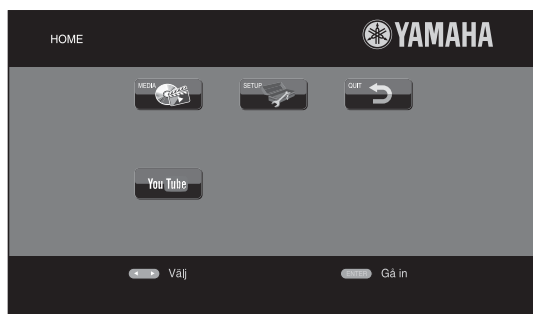 HOME
YAMAHA
MEDIA
SETUP
QUIT
You Tube
Välj
ENTER
Gå in